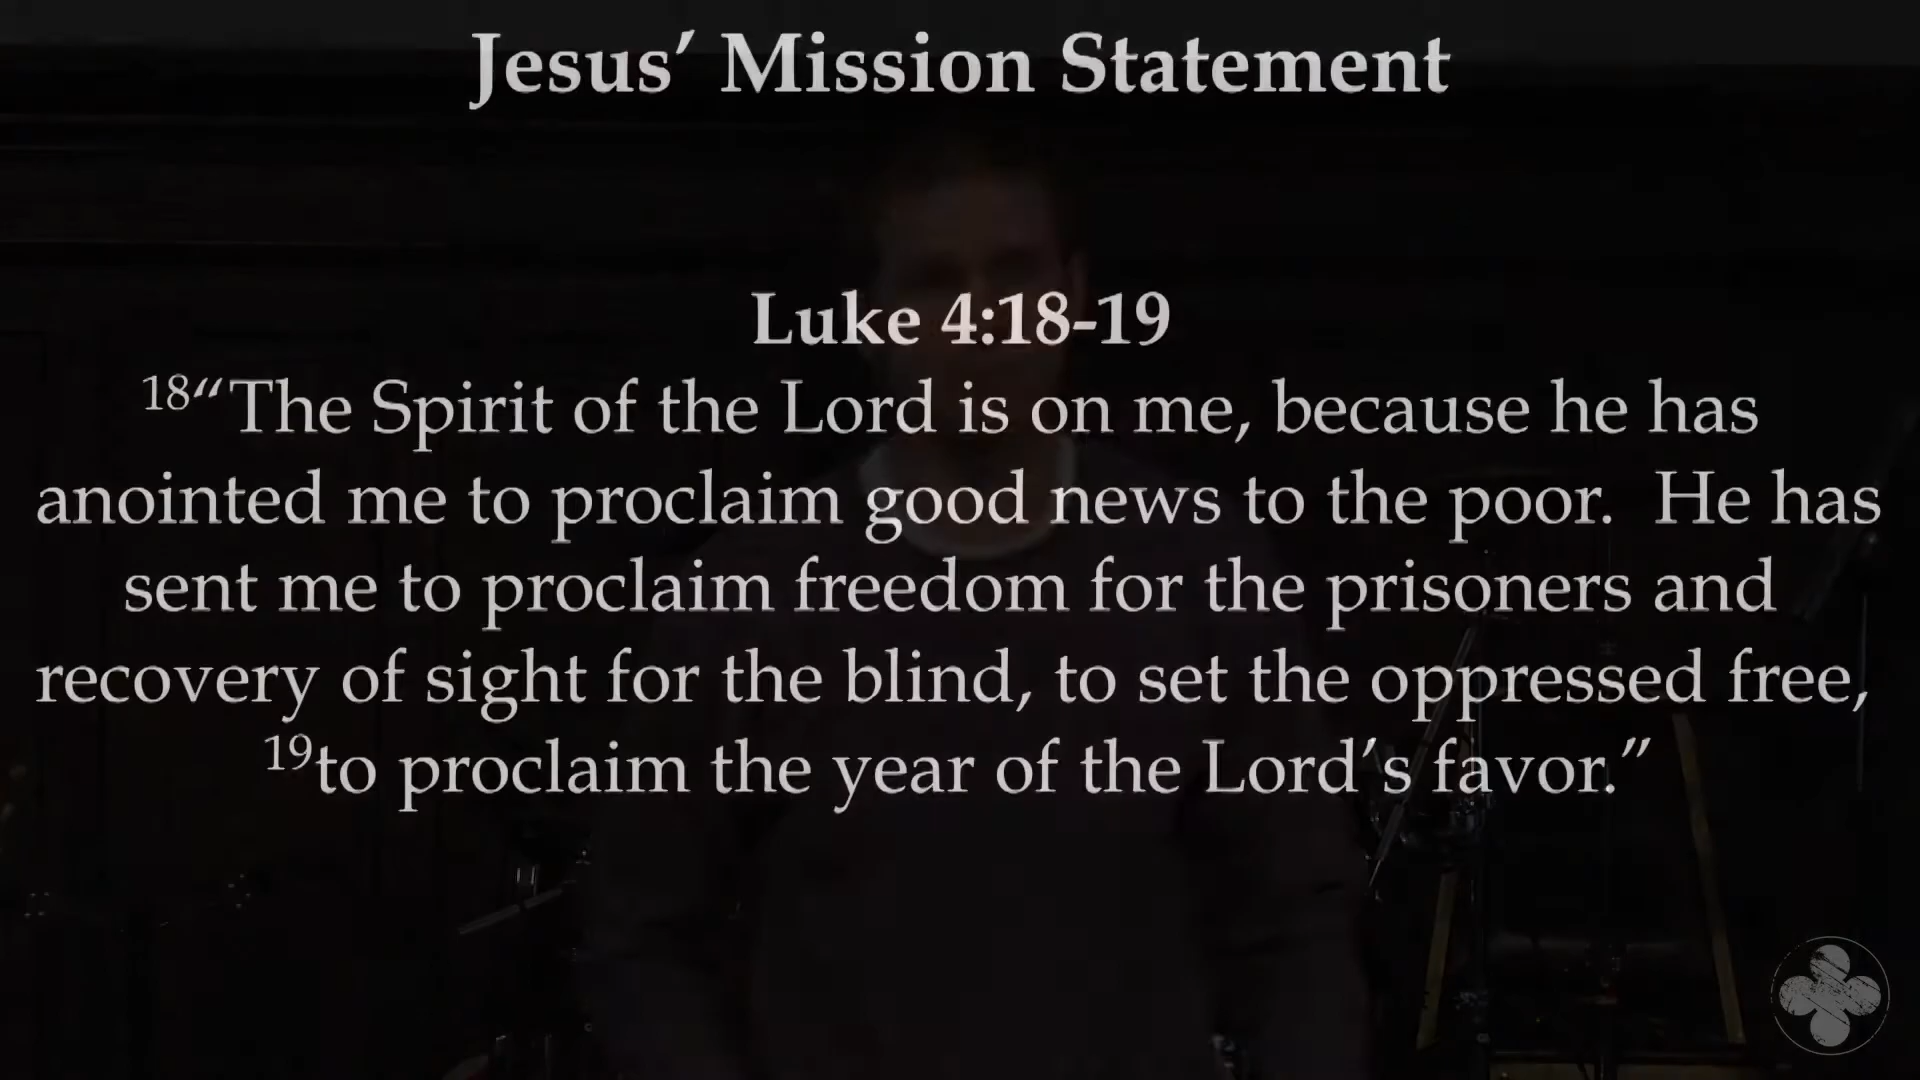 Jesus’ Mission Statement
Luke 4:18-19
18“The Spirit of the Lord is on me, because he has
anointed me to proclaim good news to the poor.  He has
sent me to proclaim freedom for the prisoners and
recovery of sight for the blind, to set the oppressed free,
19to proclaim the year of the Lord’s favor.”